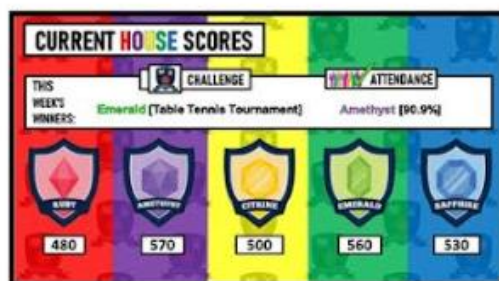 CURRENT HOUSE SCORES
THIS WEEK'S WINNERS:
CHALLENGE
Emerald [Table Tennis Tournament]
ATTENDANCE
Amethyst [90.9%]
RUBY
AMETHYST
CITRINE
EMERALD
SAPPHIRE
480
570
500
560
530